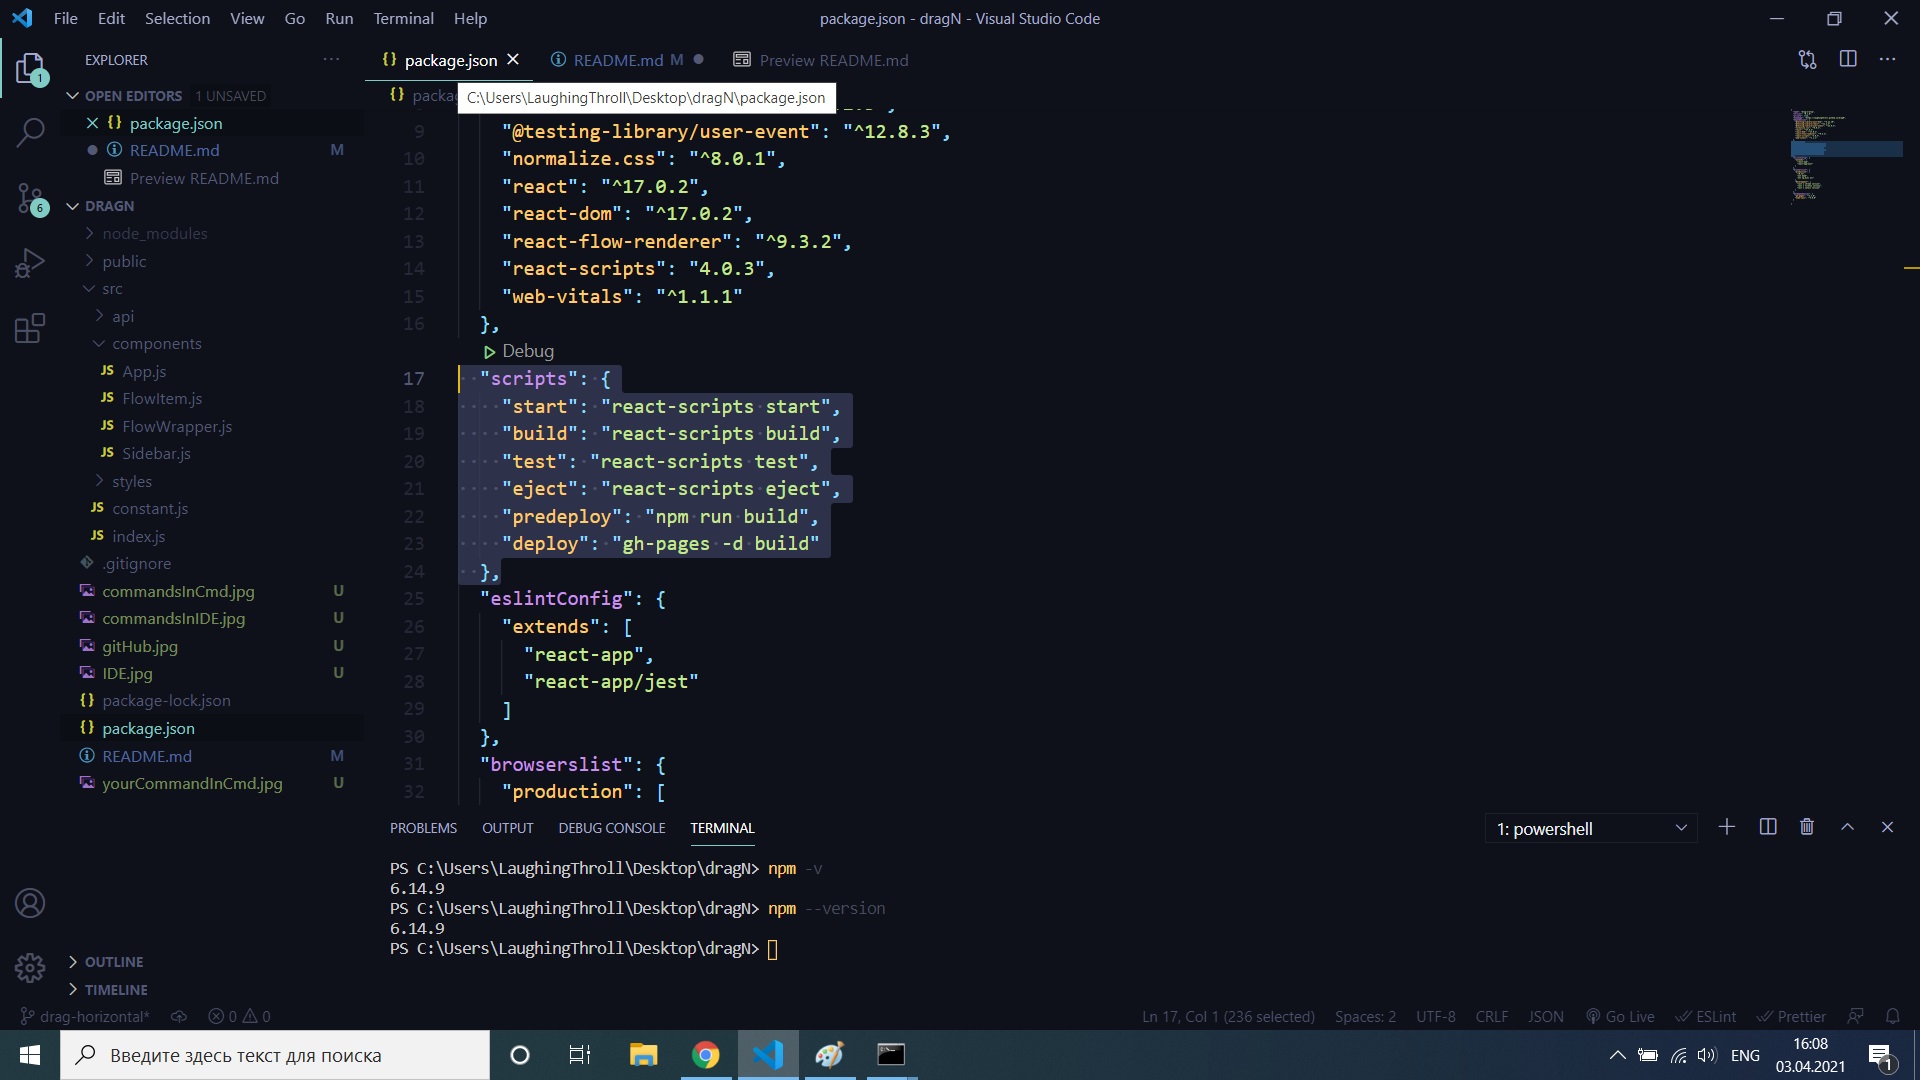 File Edit Selection View Go Run Terminal Help
package.json - dragN - Visual Studio Code
EXPLORER
OPEN EDITORS 1 UNSAVED
package.json
README.md M
Preview README.md
DRAGN
node_modules
public
src
api
components
JS App.js
JS FlowItem.js
JS FlowWrapper.js
JS Sidebar.js
styles
JS constant.js
JS index.js
.gitignore
commandsInCmd.jpg U
commandsInIDE.jpg U
gitHub.jpg U
IDE.jpg U
{} package-lock.json
{} package.json
README.md M
yourCommandInCmd.jpg U
OUTLINE
TIMELINE
1
6
{} package.json README.md M Preview README.md
{} packag
C:\Users\LaughingThroll\Desktop\dragN\package.json
9 "@testing-library/user-event": "^12.8.3",
10 "normalize.css": "^8.0.1",
11 "react": "^17.0.2",
12 "react-dom": "^17.0.2",
13 "react-flow-renderer": "^9.3.2",
14 "react-scripts": "4.0.3",
15 "web-vitals": "^1.1.1"
16 },
Debug
17 "scripts": {
18 "start": "react-scripts start",
19 "build": "react-scripts build",
20 "test": "react-scripts test",
21 "eject": "react-scripts eject",
22 "predeploy": "npm run build",
23 "deploy": "gh-pages -d build"
24 },
25 "eslintConfig": {
26 "extends": [
27 "react-app",
28 "react-app/jest"
29 ]
30 },
31 "browserslist": {
32 "production": [
PROBLEMS OUTPUT DEBUG CONSOLE TERMINAL
1: powershell
PS C:\Users\LaughingThroll\Desktop\dragN> npm -v
6.14.9
PS C:\Users\LaughingThroll\Desktop\dragN> npm --version
6.14.9
PS C:\Users\LaughingThroll\Desktop\dragN>
drag-horizontal* 0 0
Ln 17, Col 1 (236 selected) Spaces: 2 UTF-8 CRLF JSON Go Live ESLint Prettier
Введите здесь текст для поиска
ENG
16:08
03.04.2021
1